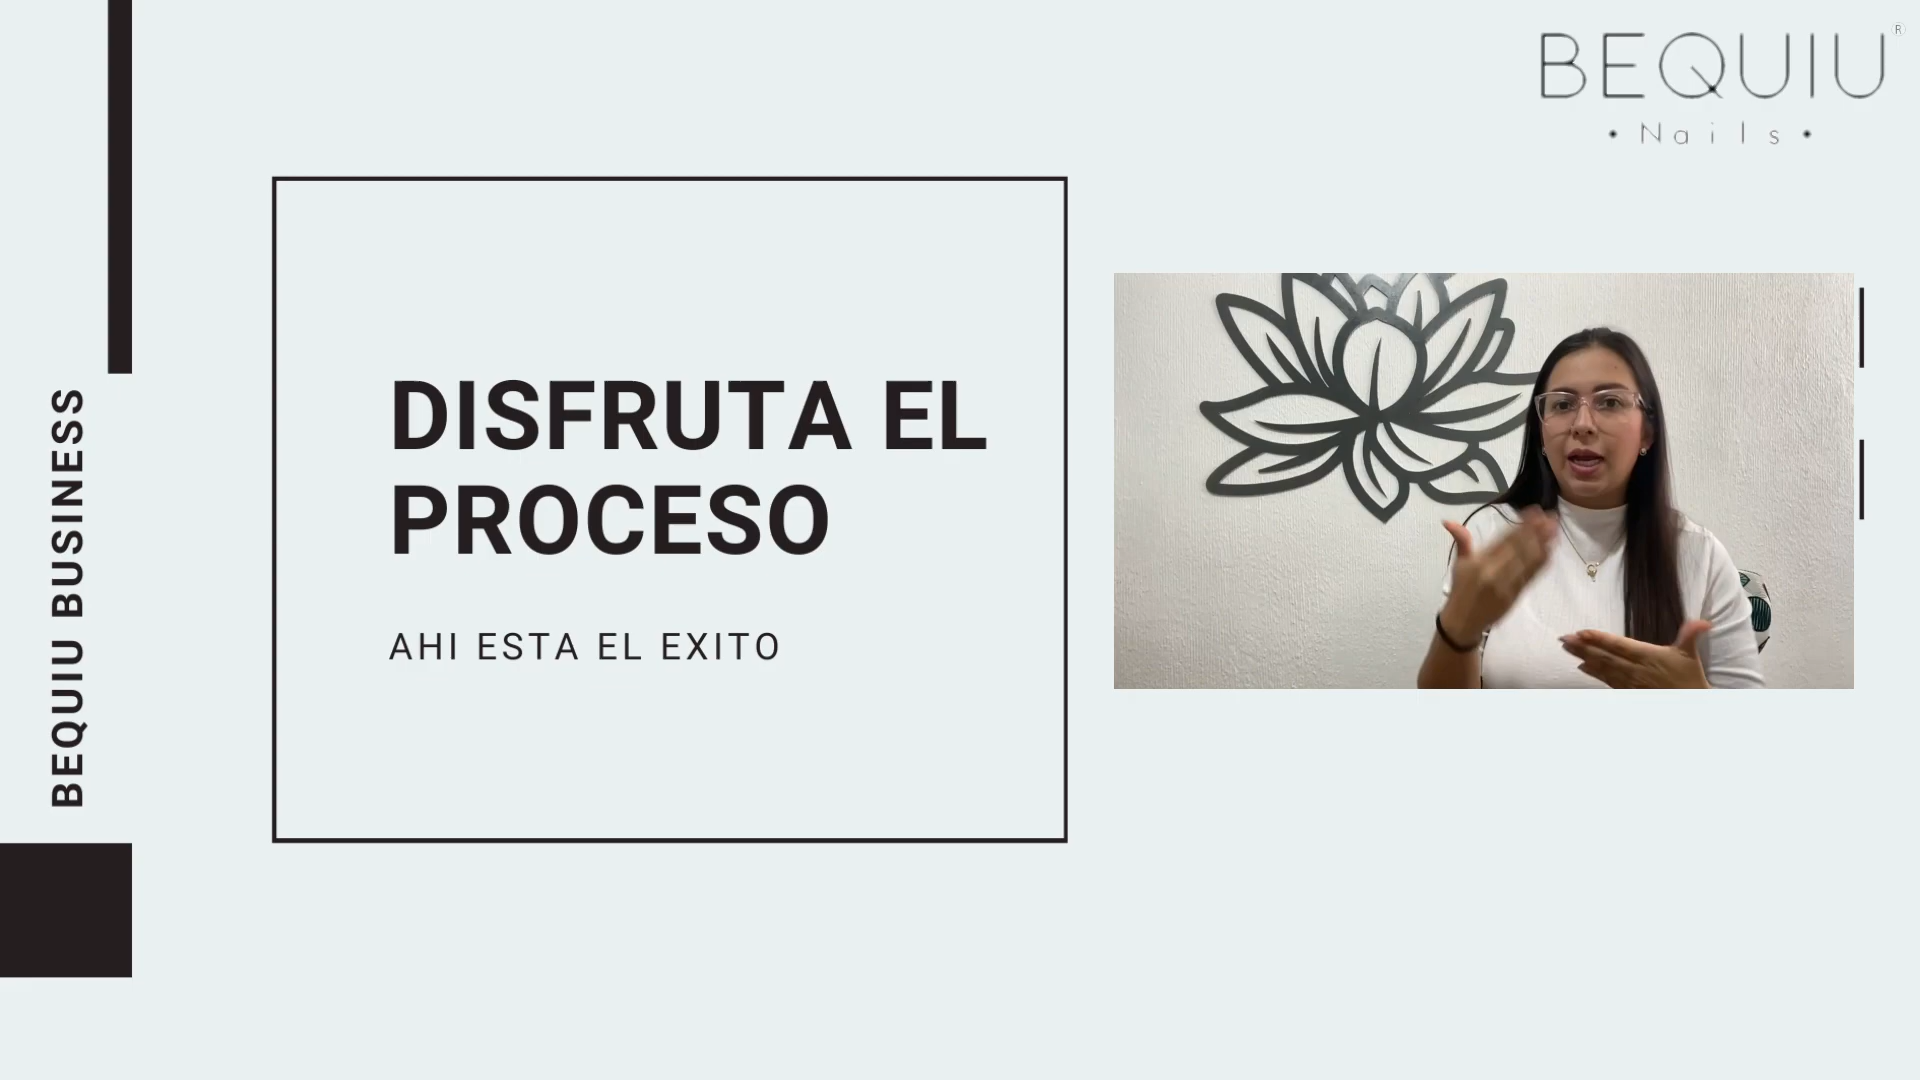 BEQUIU®
• Nails •
DISFRUTA EL
PROCESO
AHI ESTA EL EXITO
BEQUIU BUSINESS